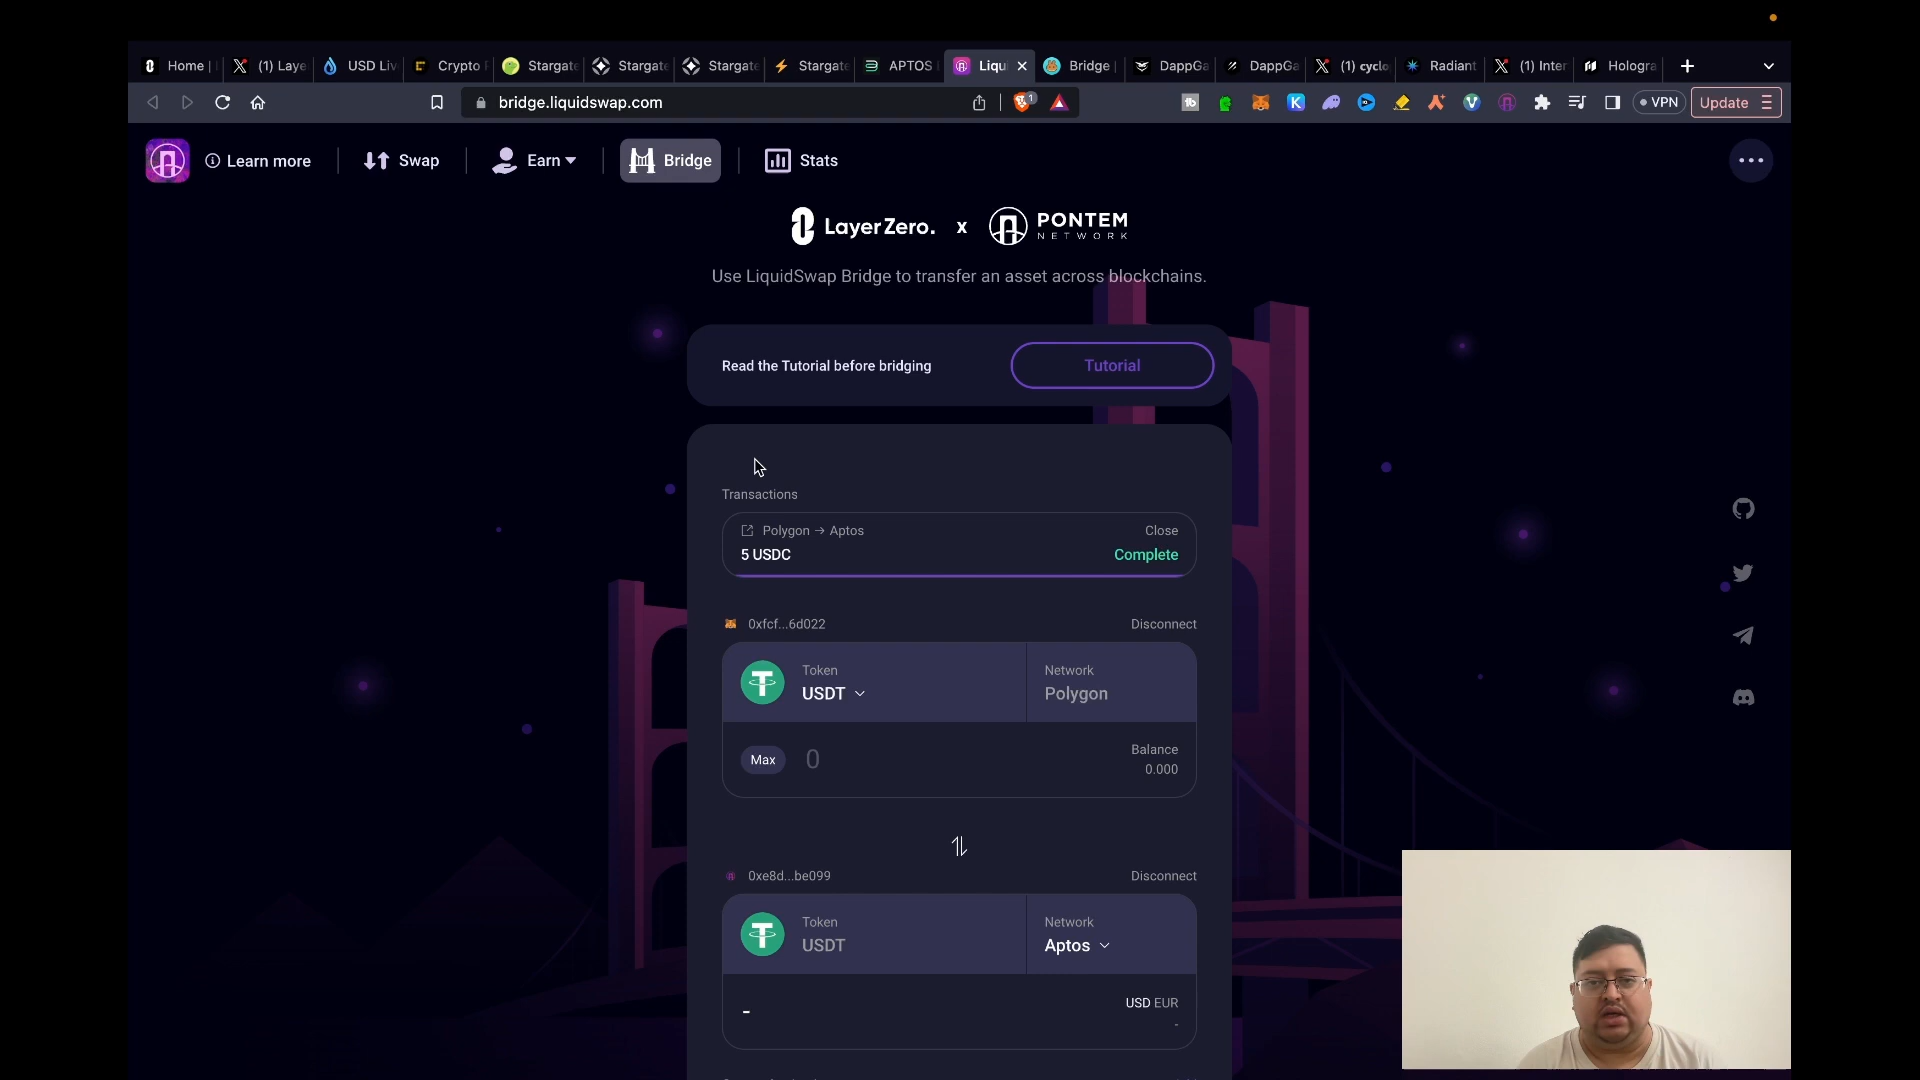 Home
(1) Laye
USD Liv
Crypto
Stargate
Stargate
Stargate
Stargate
APTOS
Liqu
Bridge
DappGa
DappGa
(1) cyclo
Radiant
(1) Inter
Hologra
bridge.liquidswap.com
1
VPN
Update
Learn more
Swap
Earn
Bridge
Stats
LayerZero. x PONTEM NETWORK
Use LiquidSwap Bridge to transfer an asset across blockchains.
Read the Tutorial before bridging
Tutorial
Transactions
Polygon → Aptos
Close
5 USDC
Complete
0xfcf...6d022
Disconnect
Token
USDT
Network
Polygon
Max
0
Balance
0.000
0xe8d...be099
Disconnect
Token
USDT
Network
Aptos
-
USD EUR
-